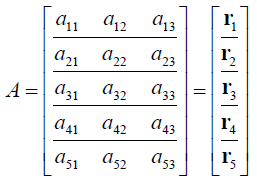 a₁₁ a₁₂ a₁₃ r₁
a₂₁ a₂₂ a₂₃ r₂
A = a₃₁ a₃₂ a₃₃ = r₃
a₄₁ a₄₂ a₄₃ r₄
a₅₁ a₅₂ a₅₃ r₅